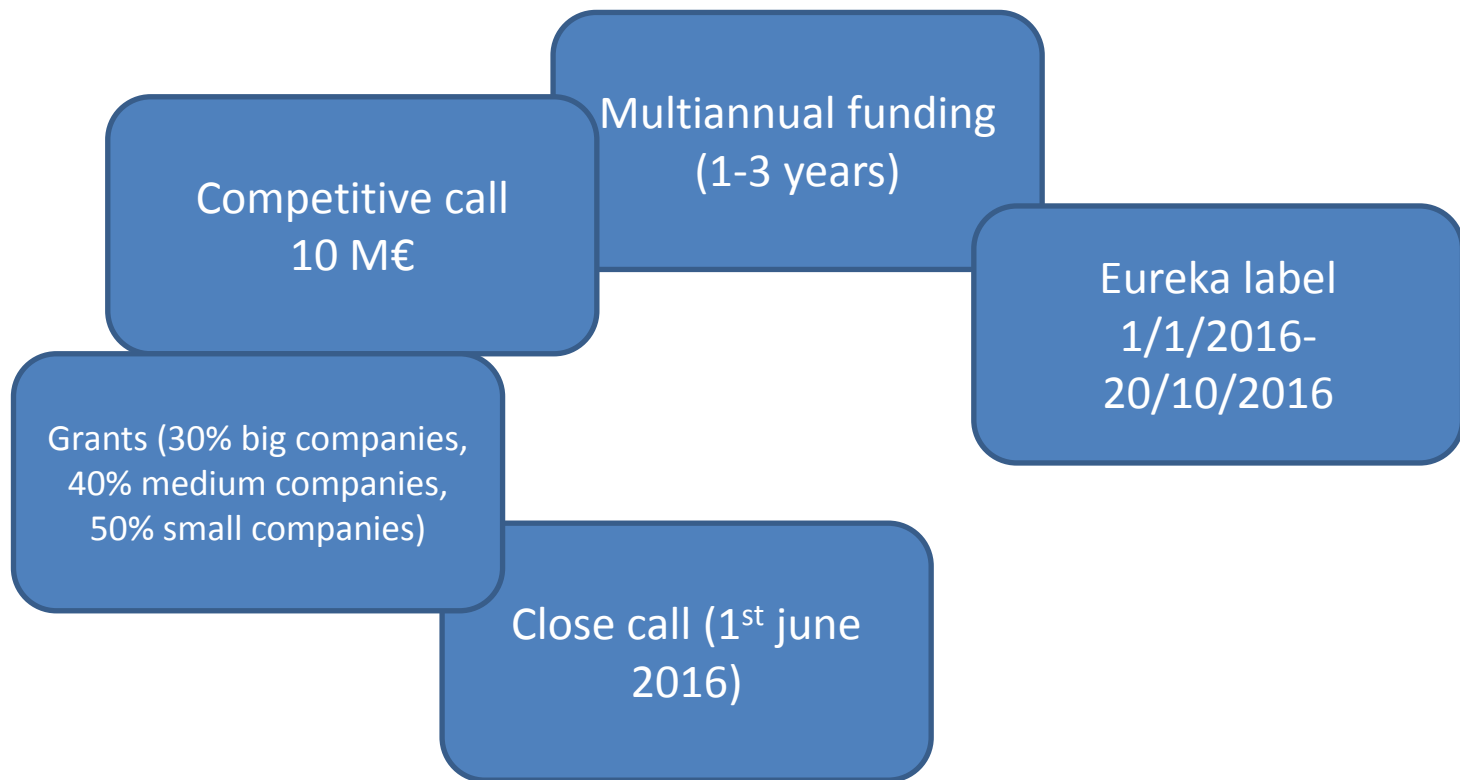 Multiannual funding
(1-3 years)
Competitive call
10 M€
Eureka label
1/1/2016-
20/10/2016
Grants (30% big companies,
40% medium companies,
50% small companies)
Close call (1st june
2016)